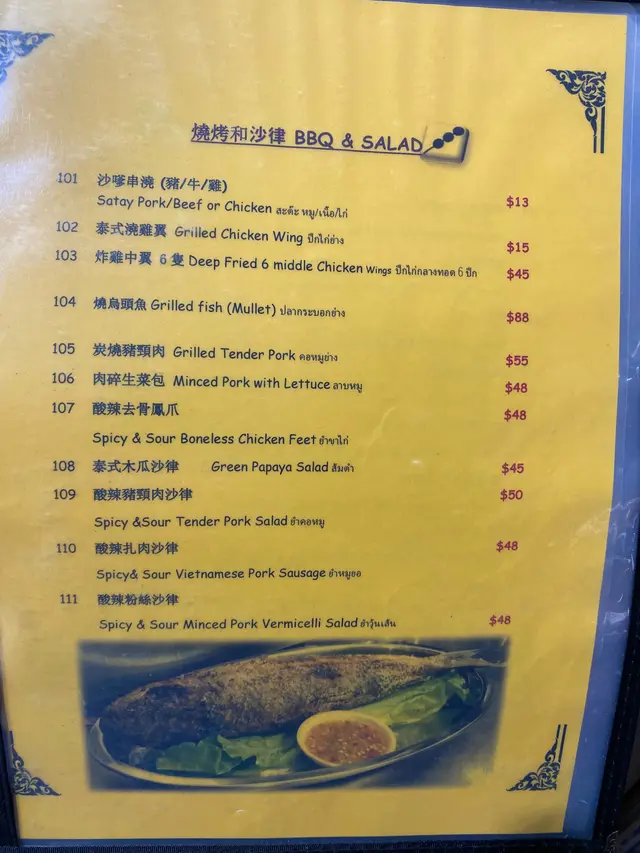 燒烤和沙律 BBQ & SALAD
101 沙嗲串澆 (豬/牛/雞)
Satay Pork/Beef or Chicken สะเต๊ะ หมู/เนื้อ/ไก่ $13
102 泰式澆雞翼 Grilled Chicken Wing ปีกไก่ย่าง $15
103 炸雞中翼 6 隻 Deep Fried 6 middle Chicken Wings ปีกไก่กลางทอด 6 ปีก $45
104 燒烏頭魚 Grilled fish (Mullet) ปลากระบอกย่าง $88
105 炭燒豬頸肉 Grilled Tender Pork คอหมูย่าง $55
106 肉碎生菜包 Minced Pork with Lettuce ลาบหมู $48
107 酸辣去骨鳳爪 $48
Spicy & Sour Boneless Chicken Feet ยำขาไก่
108 泰式木瓜沙律 Green Papaya Salad ส้มตำ $45
109 酸辣豬頸肉沙律 $50
Spicy &Sour Tender Pork Salad ยำคอหมู
110 酸辣扎肉沙律 $48
Spicy& Sour Vietnamese Pork Sausage ยำหมูยอ
111 酸辣粉絲沙律
Spicy & Sour Minced Pork Vermicelli Salad ยำวุ้นเส้น $48